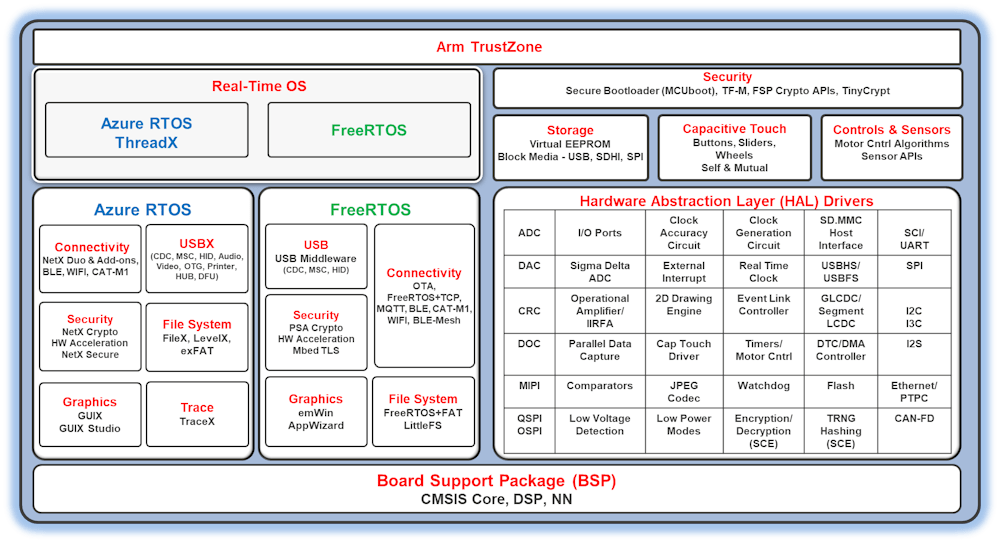 Arm TrustZone
Real-Time OS
Azure RTOS
ThreadX
FreeRTOS
Security
Secure Bootloader (MCUboot), TF-M, FSP Crypto APIs, TinyCrypt
Storage
Virtual EEPROM
Block Media - USB, SDHI, SPI
Capacitive Touch
Buttons, Sliders,
Wheels
Self & Mutual
Controls & Sensors
Motor Cntrl Algorithms
Sensor APIs
Azure RTOS
Connectivity
NetX Duo & Add-ons,
BLE, WIFI, CAT-M1
USBX
(CDC, MSC, HID, Audio,
Video, OTG, Printer,
HUB, DFU)
Security
NetX Crypto
HW Acceleration
NetX Secure
File System
FileX, LevelX,
exFAT
Graphics
GUIX
GUIX Studio
Trace
TraceX
FreeRTOS
USB
USB Middleware
(CDC, MSC, HID)
Connectivity
OTA,
FreeRTOS+TCP,
MQTT, BLE, CAT-M1,
WIFI, BLE-Mesh
Security
PSA Crypto
HW Acceleration
Mbed TLS
Graphics
emWin
AppWizard
File System
FreeRTOS+FAT
LittleFS
Hardware Abstraction Layer (HAL) Drivers
ADC
I/O Ports
Clock
Accuracy
Circuit
Clock
Generation
Circuit
SD.MMC
Host
Interface
SCI/
UART
DAC
Sigma Delta
ADC
External
Interrupt
Real Time
Clock
USBHS/
USBFS
SPI
CRC
Operational
Amplifier/
IIRFA
2D Drawing
Engine
Event Link
Controller
GLCDC/
Segment
LCDC
I2C
I3C
DOC
Parallel Data
Capture
Cap Touch
Driver
Timers/
Motor Cntrl
DTC/DMA
Controller
I2S
MIPI
Comparators
JPEG
Codec
Watchdog
Flash
Ethernet/
PTPC
QSPI
OSPI
Low Voltage
Detection
Low Power
Modes
Encryption/
Decryption
(SCE)
TRNG
Hashing
(SCE)
CAN-FD
Board Support Package (BSP)
CMSIS Core, DSP, NN